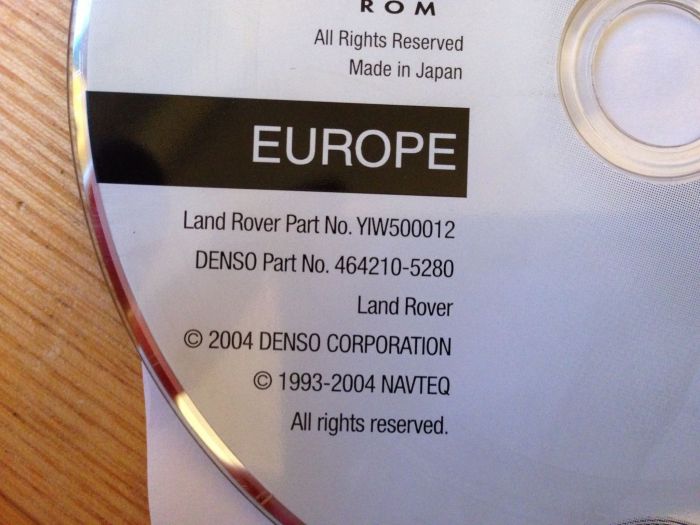 ROM
All Rights Reserved
Made in Japan
EUROPE
Land Rover Part No. YIW500012
DENSO Part No. 464210-5280
Land Rover
© 2004 DENSO CORPORATION
© 1993-2004 NAVTEQ
All rights reserved.